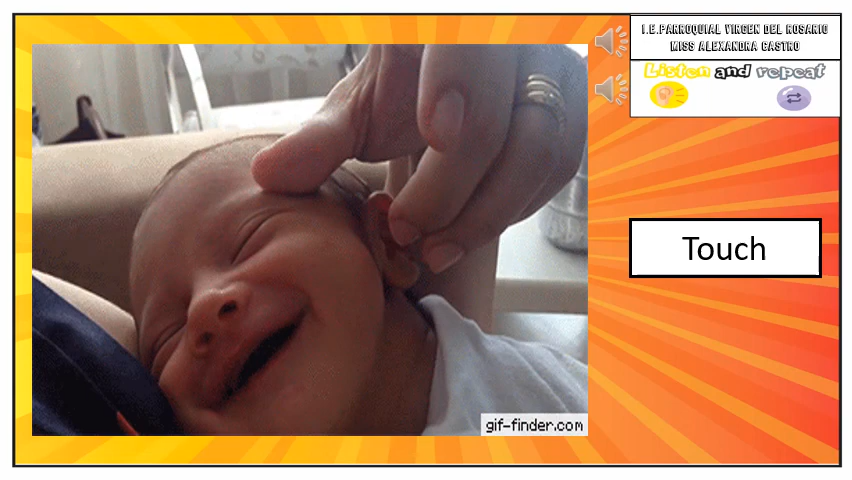 I.E.PARROQUIAL VIRGEN DEL ROSARIO
MISS ALEXANDRA CASTRO
Listen and repeat
Touch
gif-finder.com